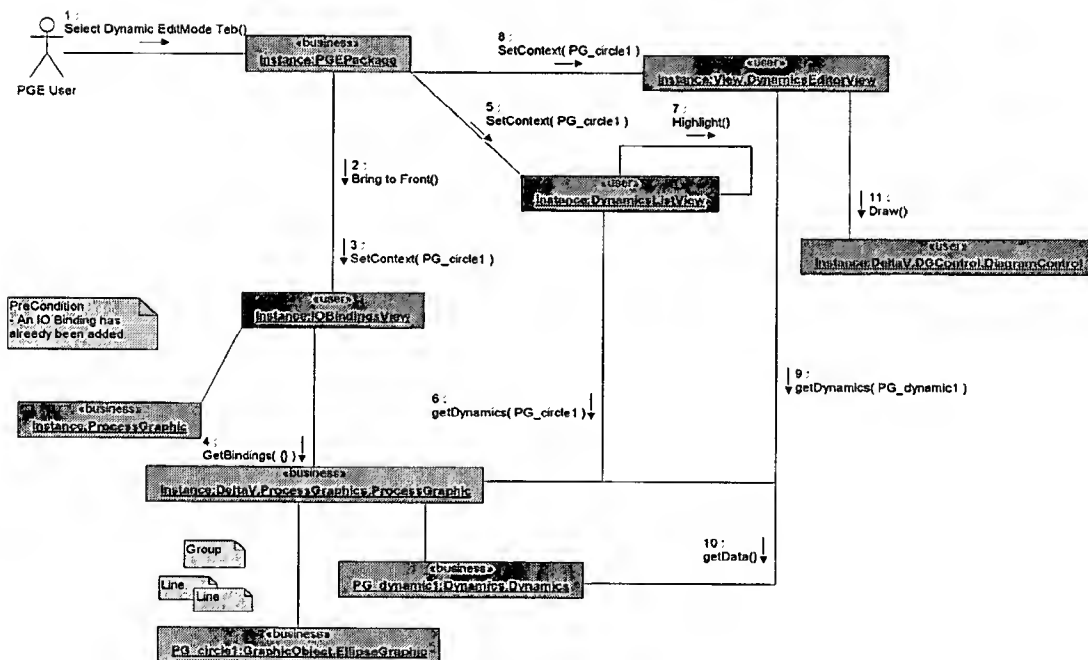 1 :
Select Dynamic EditMode Teb()
PGE User
«business»
Instance:PGEPackage
8 :
SetContext( PG_circle1 )
«user»
Instance:View.DynamicsEditorView
5 :
SetContext( PG_circle1 )
7 :
Highlight()
2 :
Bring to Front()
«user»
Instance:DynamicsListView
11 :
Draw()
3 :
SetContext( PG_circle1 )
«user»
Instance:DeltaV.DGControl.DiagramControl
«user»
Instance:IOBindingsView
PreCondition
- An IO Binding has
already been added
9 :
getDynamics( PG_dynamic1 )
6 :
getDynamics( PG_circle1 )
«business»
Instance:ProcessGraphic
4 :
GetBindings( {} )
«business»
Instance:DeltaV.ProcessGraphics.ProcessGraphic
10 :
getData()
Group
«business»
PG_dynamic1:Dynamics.Dynamics
Line
Line
«business»
PG_circle1:GraphicObject.EllipseGraphic